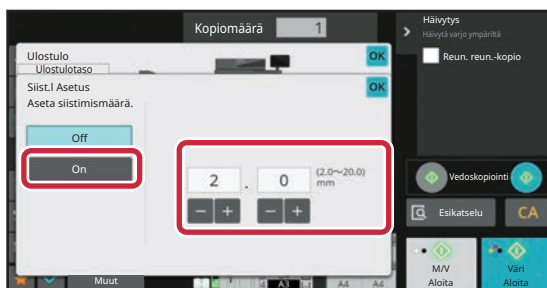 Kopiomäärä 1
Häivytys
Häivytä varjo ympäriltä
Reun. reun.-kopio
Ulostulo
OK
Ulostulotaso
Siist.l Asetus
OK
Aseta siistimismäärä.
Off
On
2 . 0
(2.0~20.0)
mm
Vedoskopiointi
Esikatselu
CA
M/V
Aloita
Väri
Aloita
Muut
A3
A4
A4